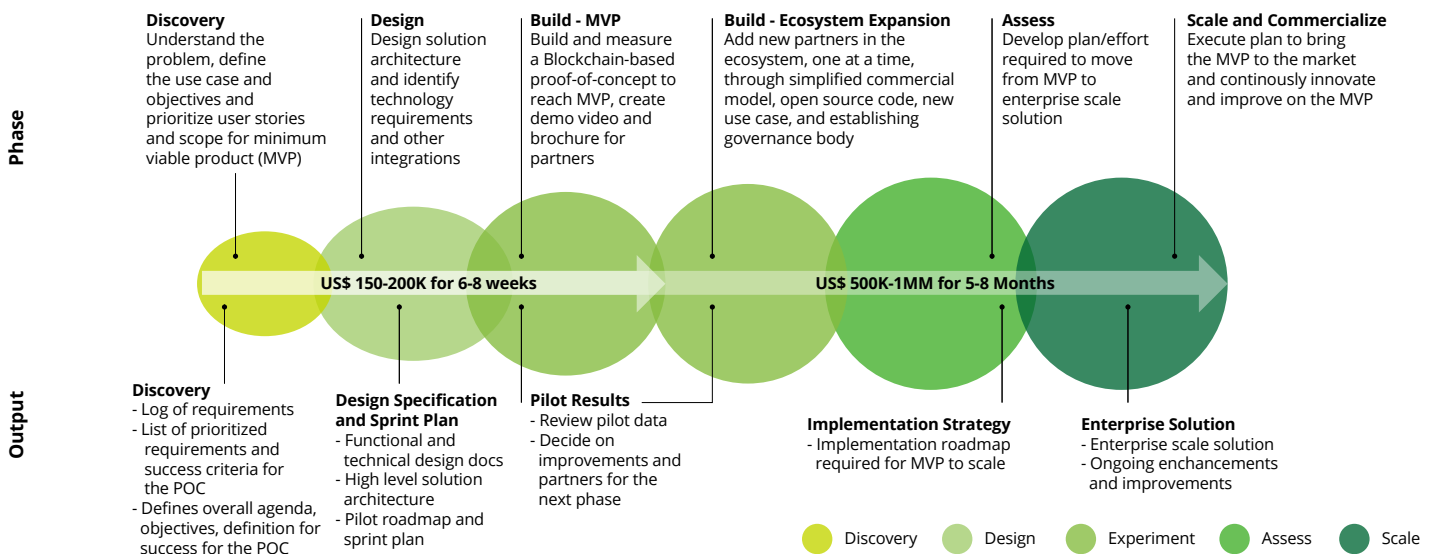 Phase
Discovery
Understand the
problem, define
the use case and
objectives and
prioritize user stories
and scope for minimum
viable product (MVP)
Design
Design solution
architecture
and identify
technology
requirements
and other
integrations
Build - MVP
Build and measure
a Blockchain-based
proof-of-concept to
reach MVP, create
demo video and
brochure for
partners
Build - Ecosystem Expansion
Add new partners in the
ecosystem, one at a time,
through simplified commercial
model, open source code, new
use case, and establishing
governance body
Assess
Develop plan/effort
required to move
from MVP to
enterprise scale
solution
Scale and Commercialize
Execute plan to bring
the MVP to the market
and continously innovate
and improve on the MVP
US$ 150-200K for 6-8 weeks
US$ 500K-1MM for 5-8 Months
Output
Discovery
- Log of requirements
- List of prioritized
requirements and
success criteria for
the POC
- Defines overall agenda,
objectives, definition for
success for the POC
Design Specification
and Sprint Plan
- Functional and
technical design docs
- High level solution
architecture
- Pilot roadmap and
sprint plan
Pilot Results
- Review pilot data
- Decide on
improvements and
partners for the
next phase
Implementation Strategy
- Implementation roadmap
required for MVP to scale
Enterprise Solution
- Enterprise scale solution
- Ongoing enchancements
and improvements
Discovery
Design
Experiment
Assess
Scale